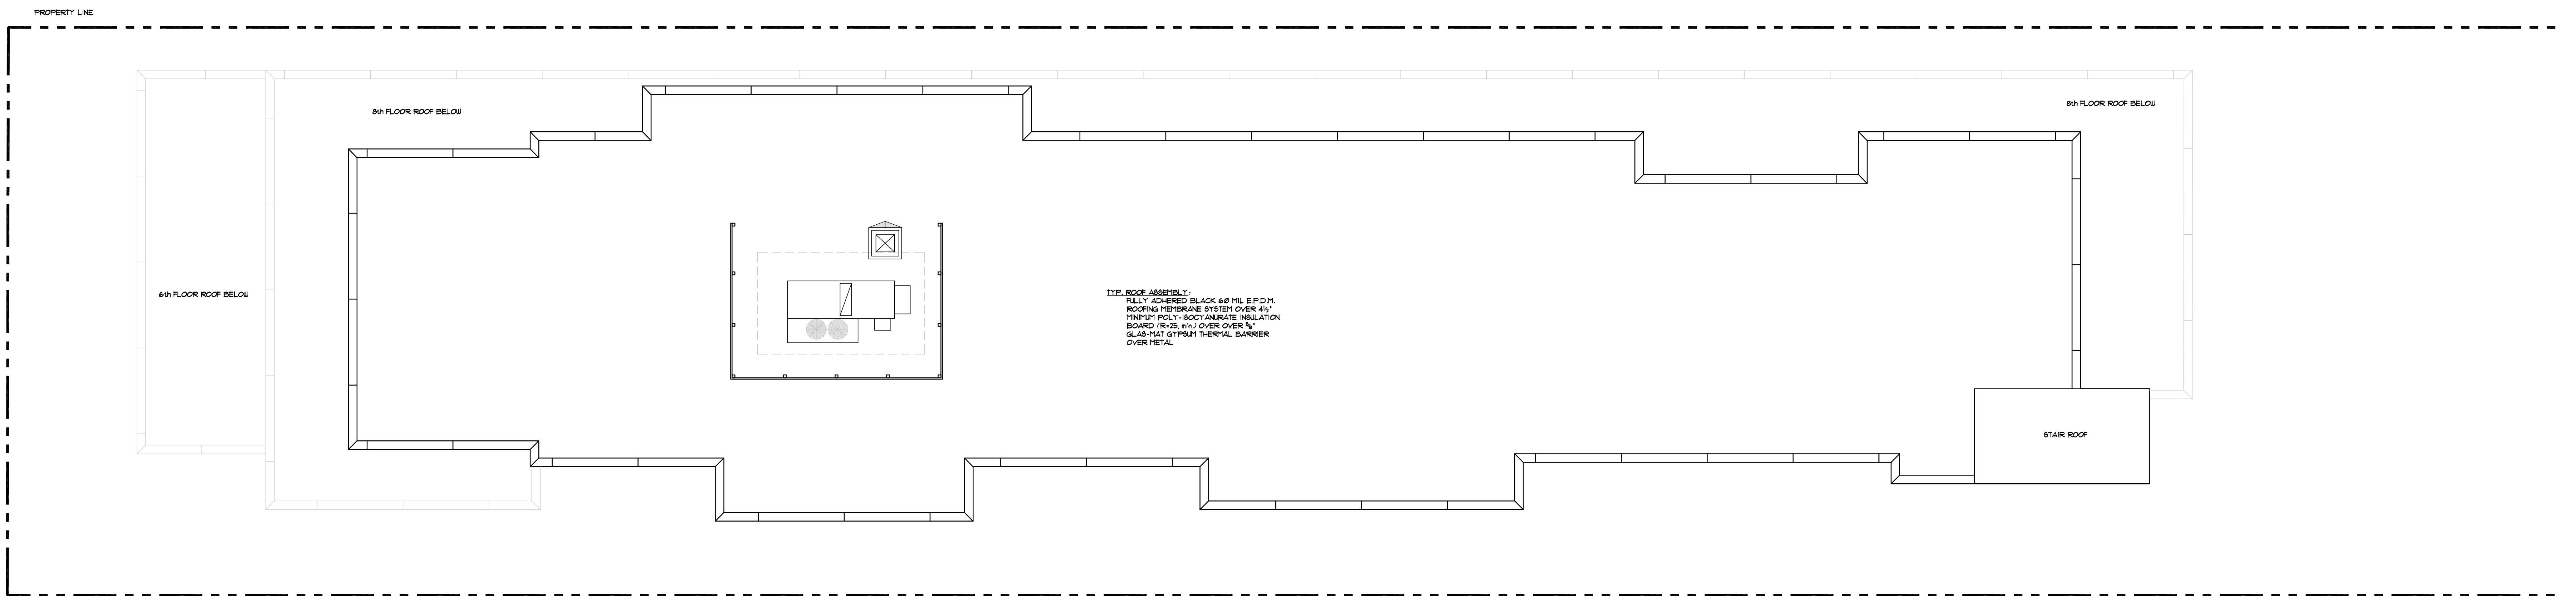 PROPERTY LINE
8th FLOOR ROOF BELOW
8th FLOOR ROOF BELOW
6th FLOOR ROOF BELOW
TYP. ROOF ASSEMBLY:
FULLY ADHERED BLACK 60 MIL E.P.D.M.
ROOFING MEMBRANE SYSTEM OVER 4½"
MINIMUM POLY-ISOCYANURATE INSULATION
BOARD (R=25, min.) OVER OVER ⅝"
GLAS-MAT GYPSUM THERMAL BARRIER
OVER METAL
STAIR ROOF